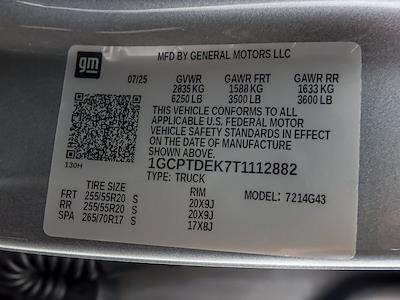 gm
MFD BY GENERAL MOTORS LLC
07/25 GVWR GAWR FRT GAWR RR
2835 KG 1588 KG 1633 KG
6250 LB 3500 LB 3600 LB
THIS VEHICLE CONFORMS TO ALL
APPLICABLE U.S. FEDERAL MOTOR
VEHICLE SAFETY STANDARDS IN EFFECT
ON THE DATE OF MANUFACTURE
SHOWN ABOVE.
130H
1GCPTDEK7T1112882
TYPE: TRUCK
TIRE SIZE RIM MODEL: 7214G43
FRT 255/55R20 S 20X9J
RR 255/55R20 S 20X9J
SPA 265/70R17 S 17X8J